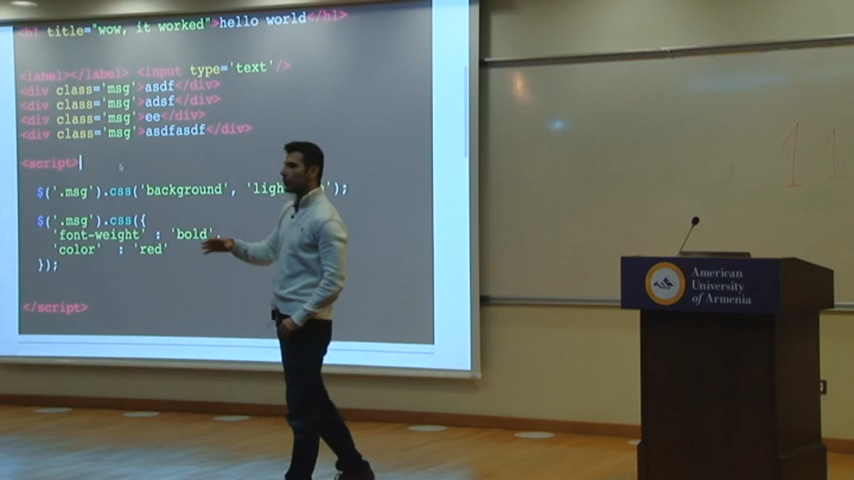 <h1 title="wow, it worked">hello world</h1>
<label></label> <input type='text'/>
<div class='msg'>asdf</div>
<div class='msg'>adsf</div>
<div class='msg'>ee</div>
<div class='msg'>asdfasdf</div>
<script>
$('.msg').css('background', ');
$('.msg').css({
'font-weight' : 'bold',
'color' : 'red'
});
</script>
11
American
University
of Armenia